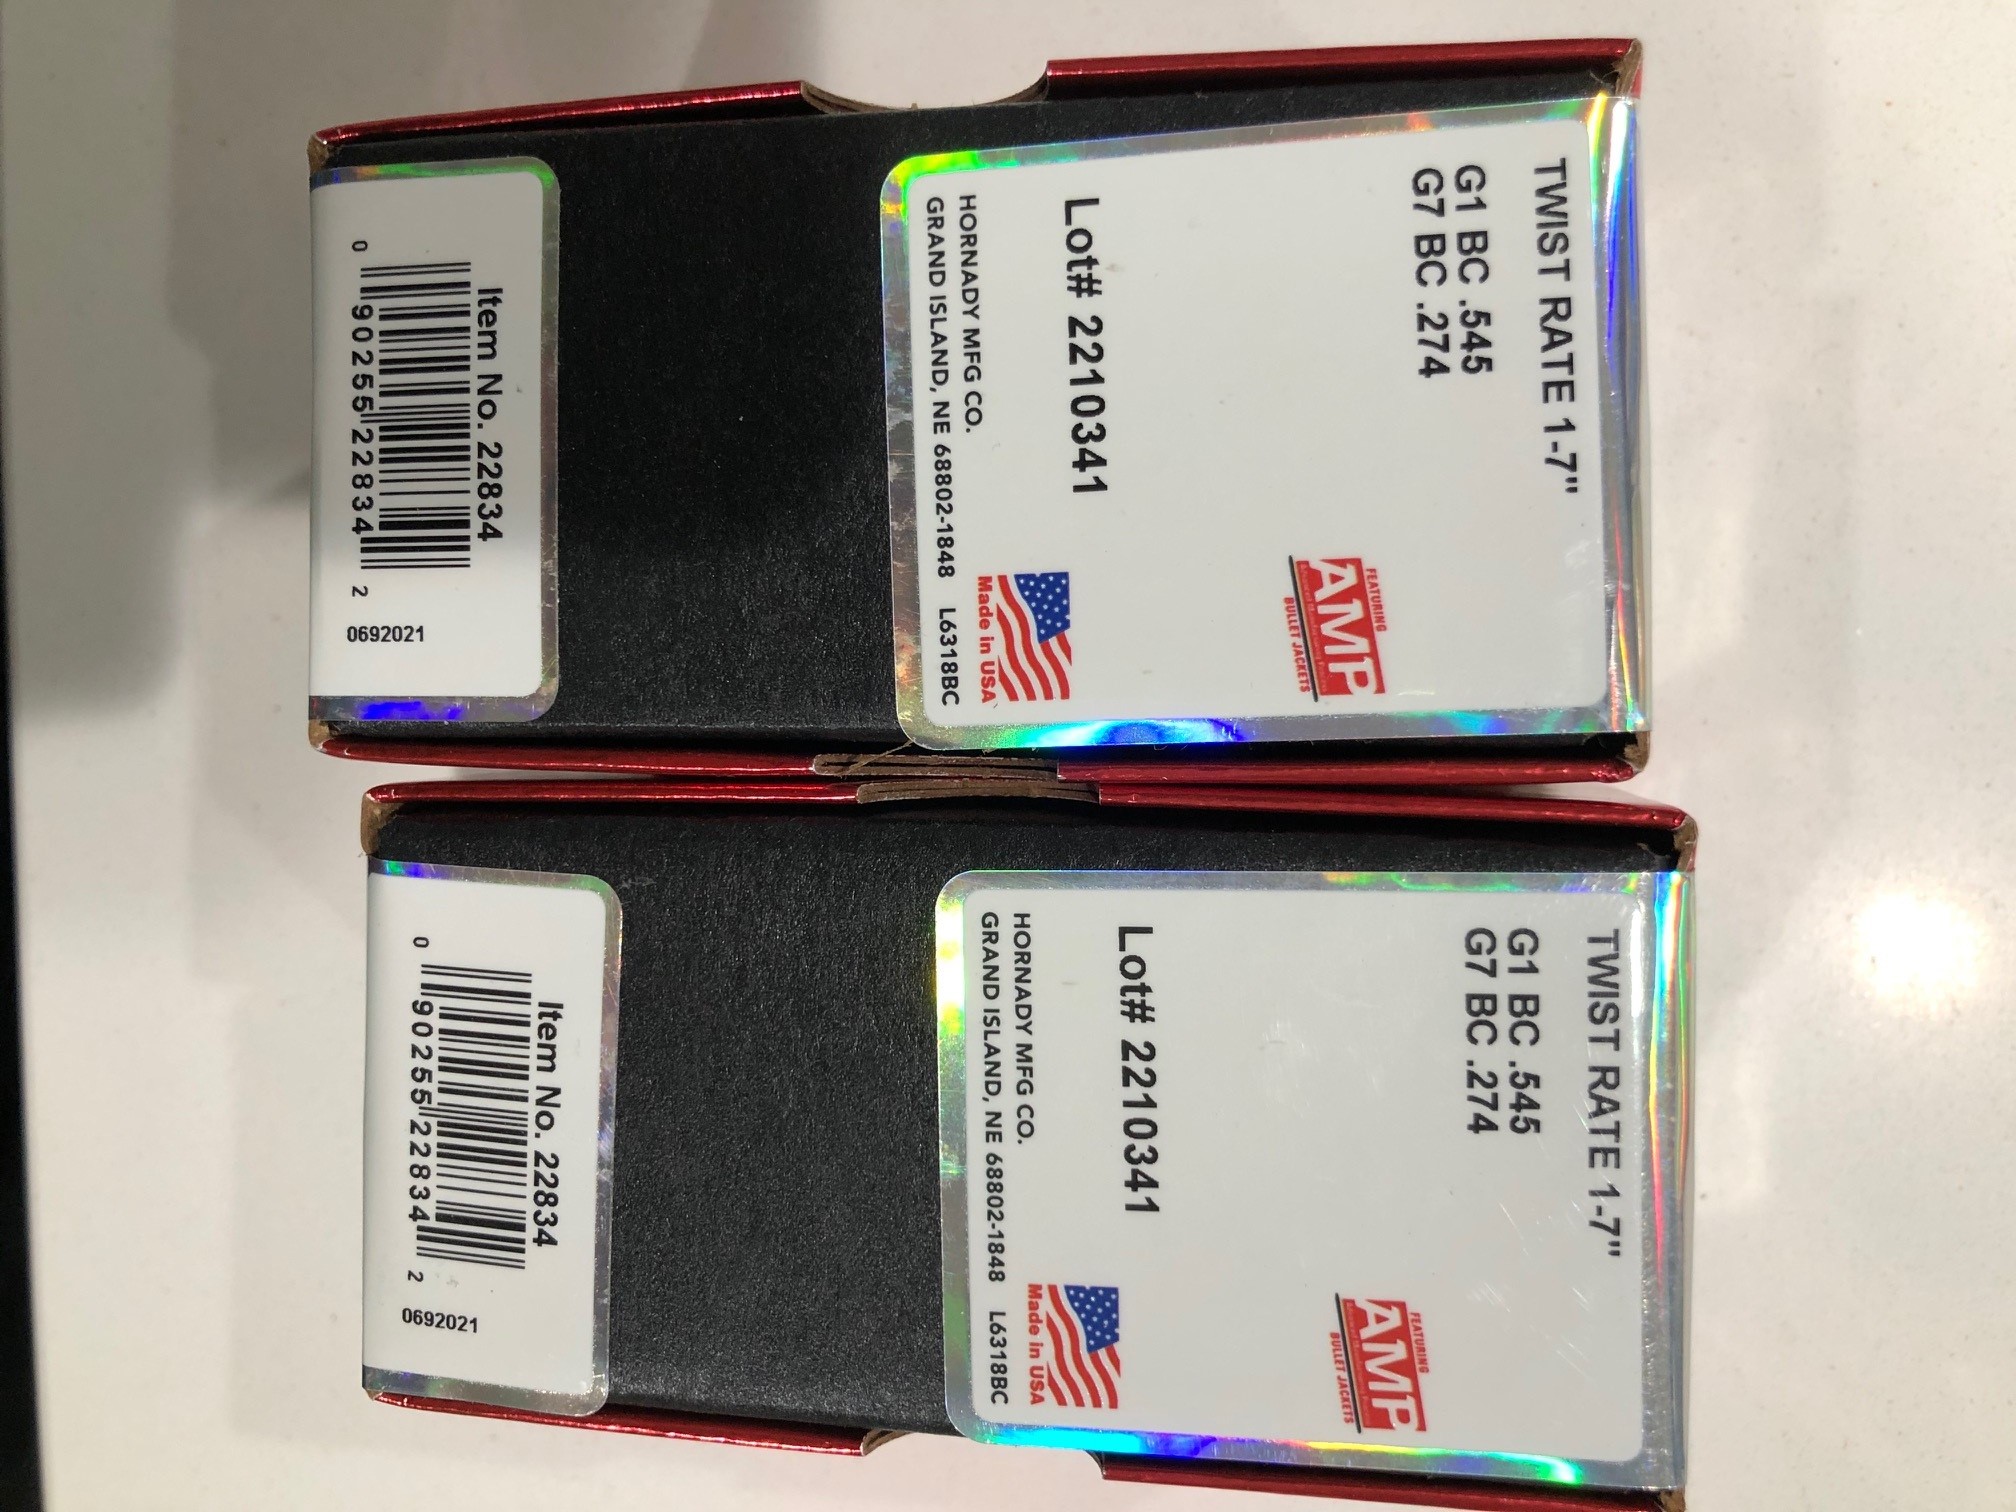 TWIST RATE 1-7"
G1 BC .545
G7 BC .274
FEATURING
AMP
BULLET JACKETS
Lot# 2210341
Made in USA
HORNADY MFG CO.
GRAND ISLAND, NE 68802-1848 L6318BC
Item No. 22834
0 90255 22834 2
0692021
TWIST RATE 1-7"
G1 BC .545
G7 BC .274
FEATURING
AMP
BULLET JACKETS
Lot# 2210341
Made in USA
HORNADY MFG CO.
GRAND ISLAND, NE 68802-1848 L6318BC
Item No. 22834
0 90255 22834 2
0692021